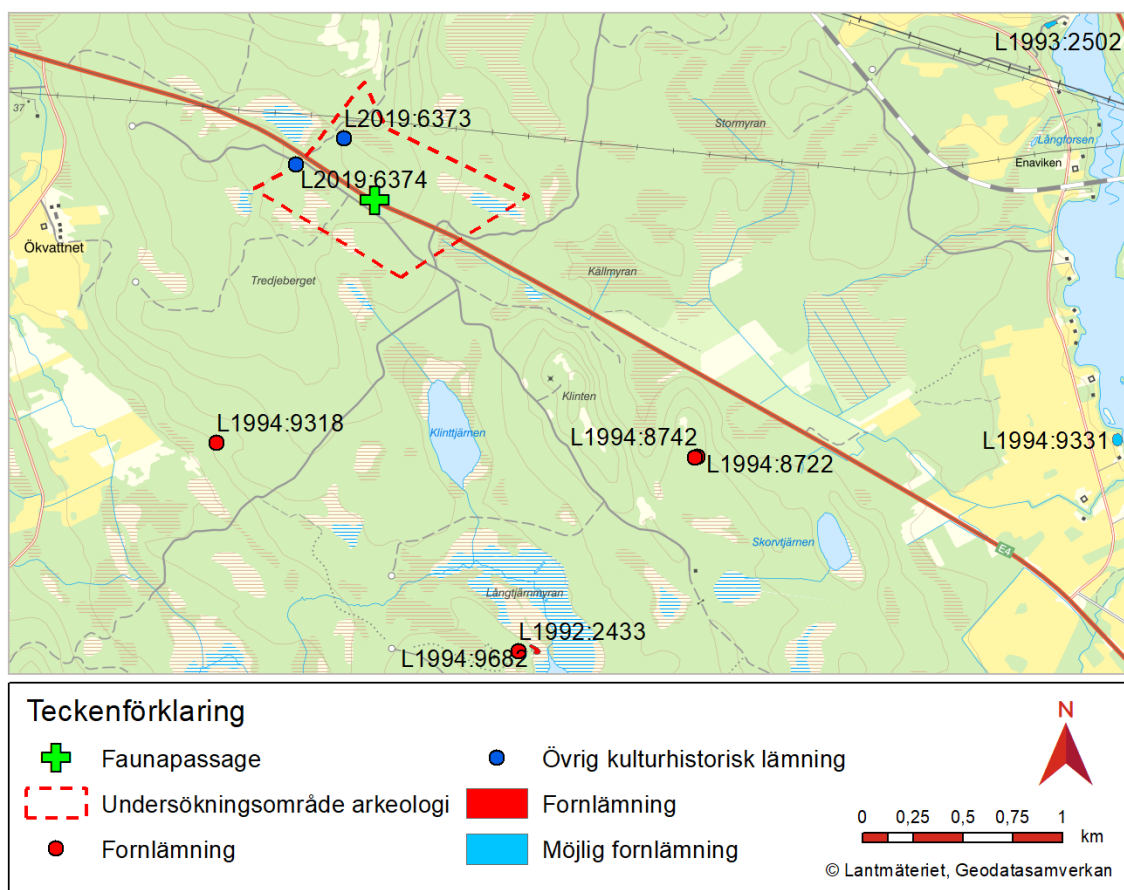 L1993:2502
37
L2019:6373
Stormyran
Långforsen
Enaviken
L2019:6374
Ökvattnet
Tredjeberget
Källmyran
Klinten
L1994:9318
Klinttjärnen
L1994:8742
L1994:8722
L1994:9331
Skorvtjärnen
E4
Långtjärnmyran
L1992:2433
L1994:9682
Teckenförklaring
Faunapassage
Undersökningsområde arkeologi
Fornlämning
Övrig kulturhistorisk lämning
Fornlämning
Möjlig fornlämning
N
0 0,25 0,5 0,75 1
km
© Lantmäteriet, Geodatasamverkan